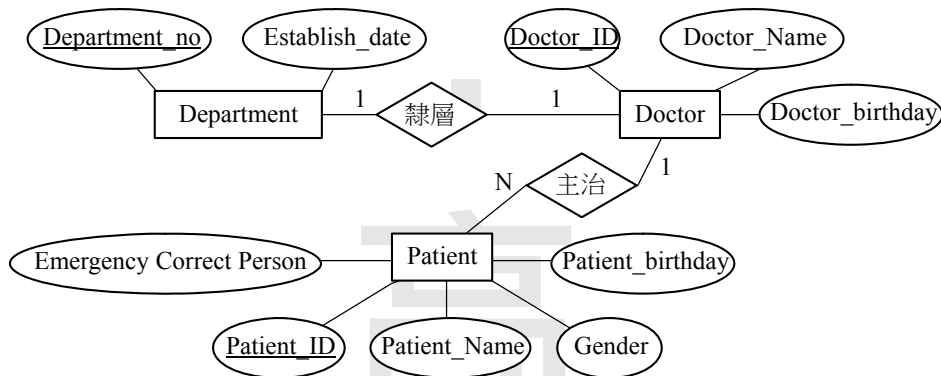 Department_no
Establish_date
Doctor_ID
Doctor_Name
Department
1
隸層
1
Doctor
Doctor_birthday
N
主治
1
Emergency Correct Person
Patient
Patient_birthday
Patient_ID
Patient_Name
Gender